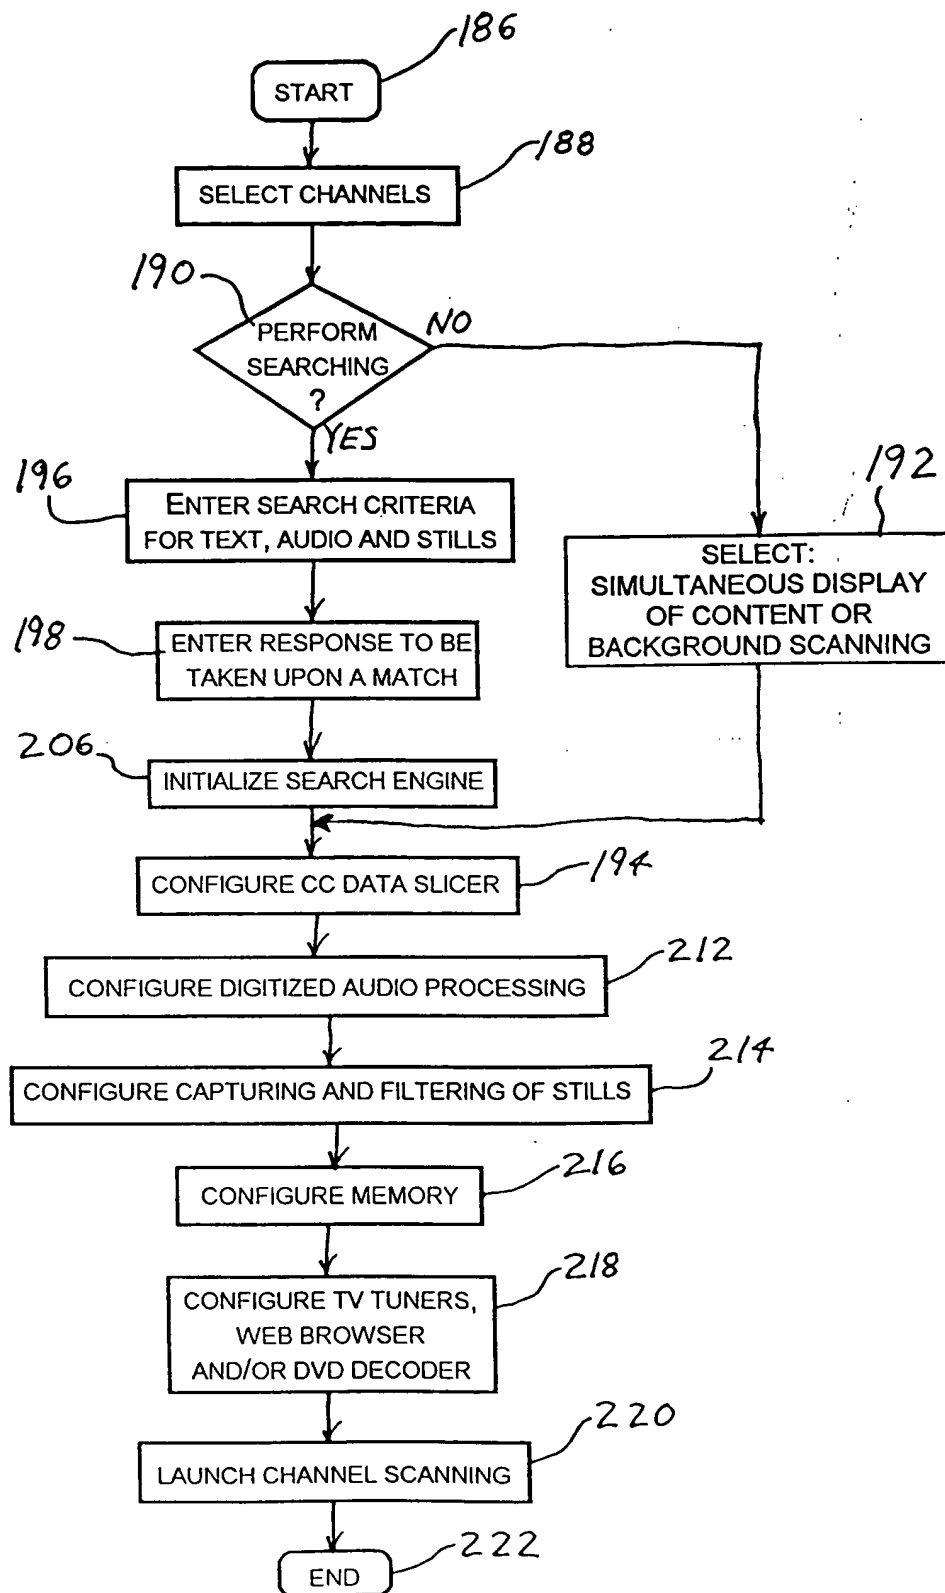 186
START
188
SELECT CHANNELS
190
PERFORM
SEARCHING
?
NO
YES
196
ENTER SEARCH CRITERIA
FOR TEXT, AUDIO AND STILLS
192
SELECT:
SIMULTANEOUS DISPLAY
OF CONTENT OR
BACKGROUND SCANNING
198
ENTER RESPONSE TO BE
TAKEN UPON A MATCH
206
INITIALIZE SEARCH ENGINE
CONFIGURE CC DATA SLICER
194
212
CONFIGURE DIGITIZED AUDIO PROCESSING
214
CONFIGURE CAPTURING AND FILTERING OF STILLS
216
CONFIGURE MEMORY
218
CONFIGURE TV TUNERS,
WEB BROWSER
AND/OR DVD DECODER
220
LAUNCH CHANNEL SCANNING
222
END